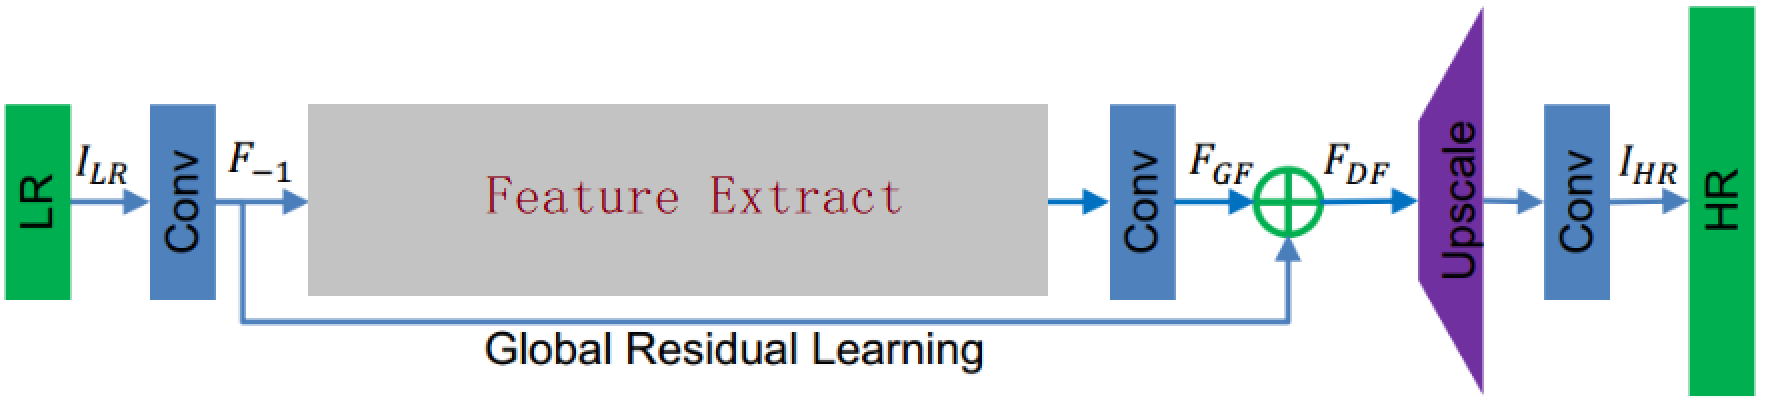 LR
I_{LR}
Conv
F_{-1}
Feature Extract
Conv
F_{GF}
F_{DF}
Upscale
Conv
I_{HR}
HR
Global Residual Learning